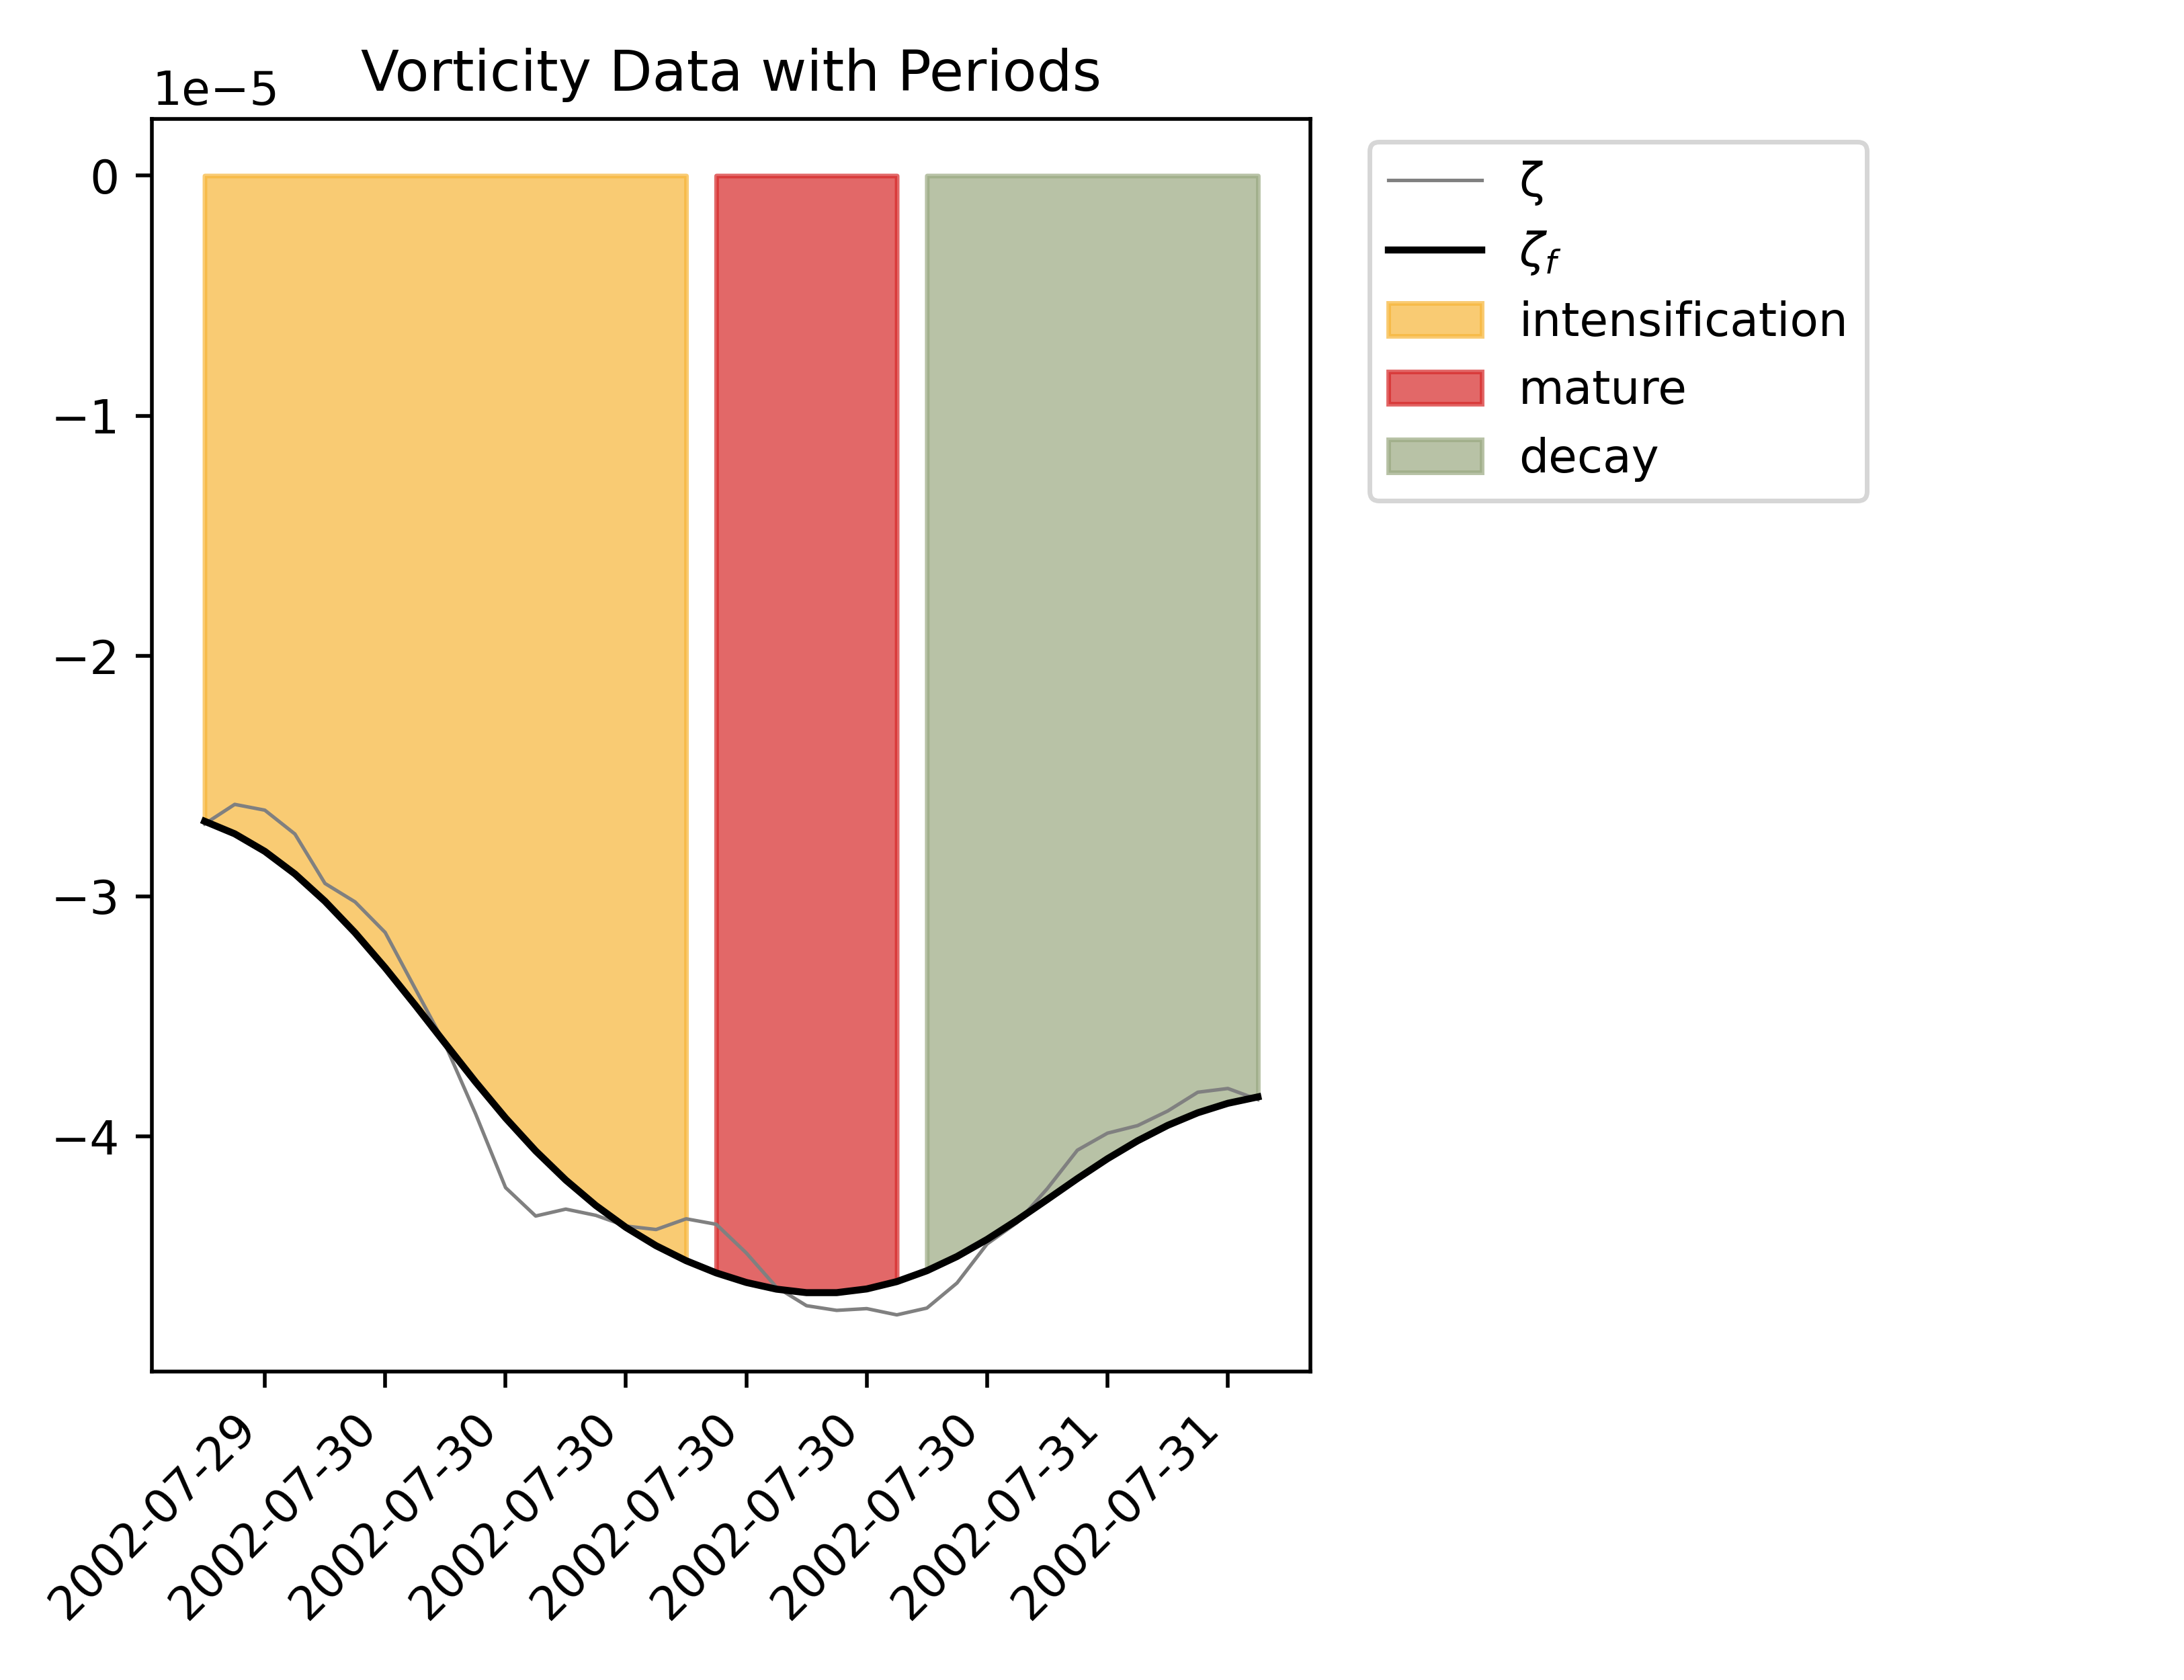 Vorticity Data with Periods
1e−5
0
−1
−2
−3
−4
2002-07-29
2002-07-30
2002-07-30
2002-07-30
2002-07-30
2002-07-30
2002-07-30
2002-07-31
2002-07-31
ζ
ζf
intensification
mature
decay